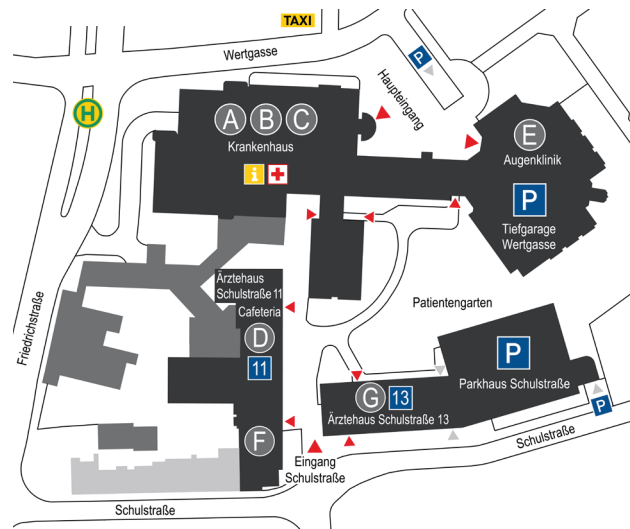 TAXI
Wertgasse
P
H
Haupteingang
A B C
Krankenhaus
i
E
Augenklinik
P
Tiefgarage
Wertgasse
Ärztehaus
Schulstraße 11
Cafeteria
D
11
F
Friedrichstraße
Patientengarten
P
Parkhaus Schulstraße
G 13
Ärztehaus Schulstraße 13
P
Schulstraße
Eingang
Schulstraße
Schulstraße